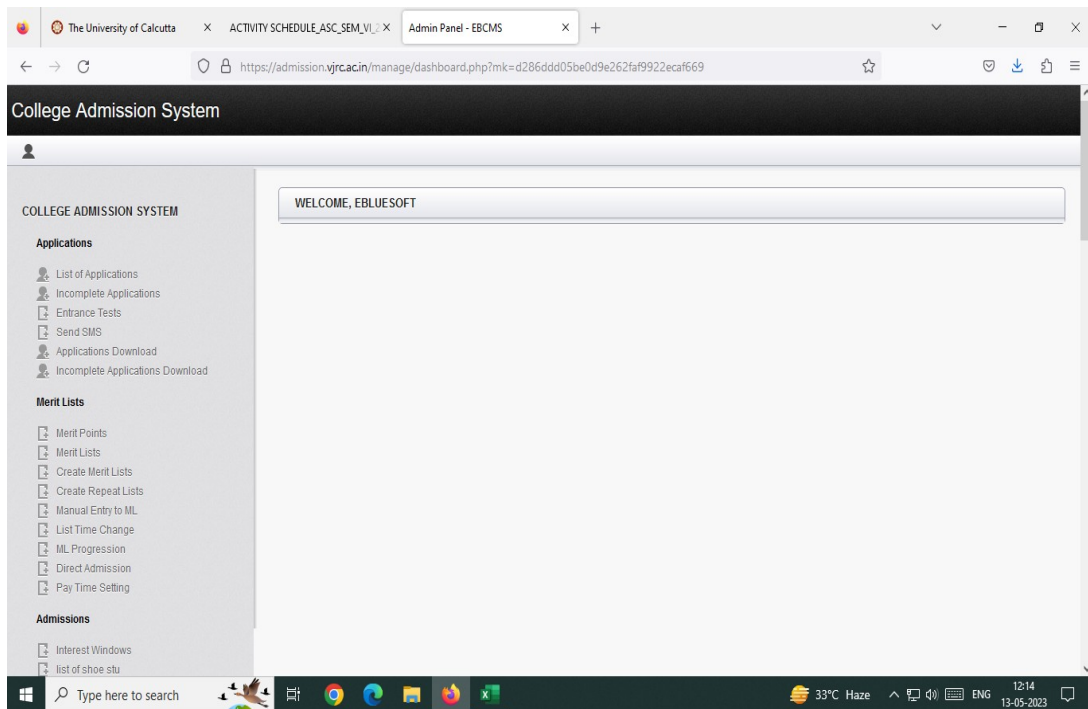 The University of Calcutta
ACTIVITY SCHEDULE_ASC_SEM_VI_2
Admin Panel - EBCMS
https://admission.vjrc.ac.in/manage/dashboard.php?mk=d286ddd05be0d9e262faf9922ecaf669
College Admission System
COLLEGE ADMISSION SYSTEM
WELCOME, EBLUESOFT
Applications
List of Applications
Incomplete Applications
Entrance Tests
Send SMS
Applications Download
Incomplete Applications Download
Merit Lists
Merit Points
Merit Lists
Create Merit Lists
Create Repeat Lists
Manual Entry to ML
List Time Change
ML Progression
Direct Admission
Pay Time Setting
Admissions
Interest Windows
list of shoe stu
Type here to search
33°C Haze
ENG
12:14
13-05-2023